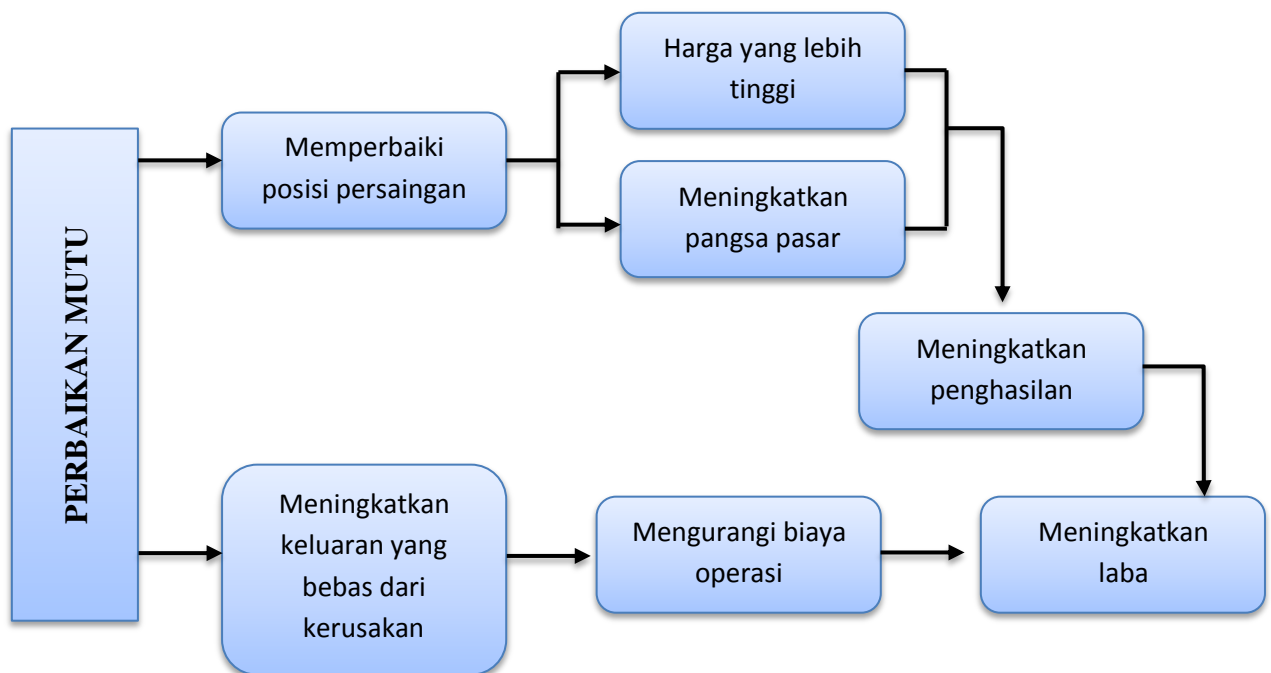 PERBAIKAN MUTU
Memperbaiki
posisi persaingan
Harga yang lebih
tinggi
Meningkatkan
pangsa pasar
Meningkatkan
penghasilan
Meningkatkan
keluaran yang
bebas dari
kerusakan
Mengurangi biaya
operasi
Meningkatkan
laba